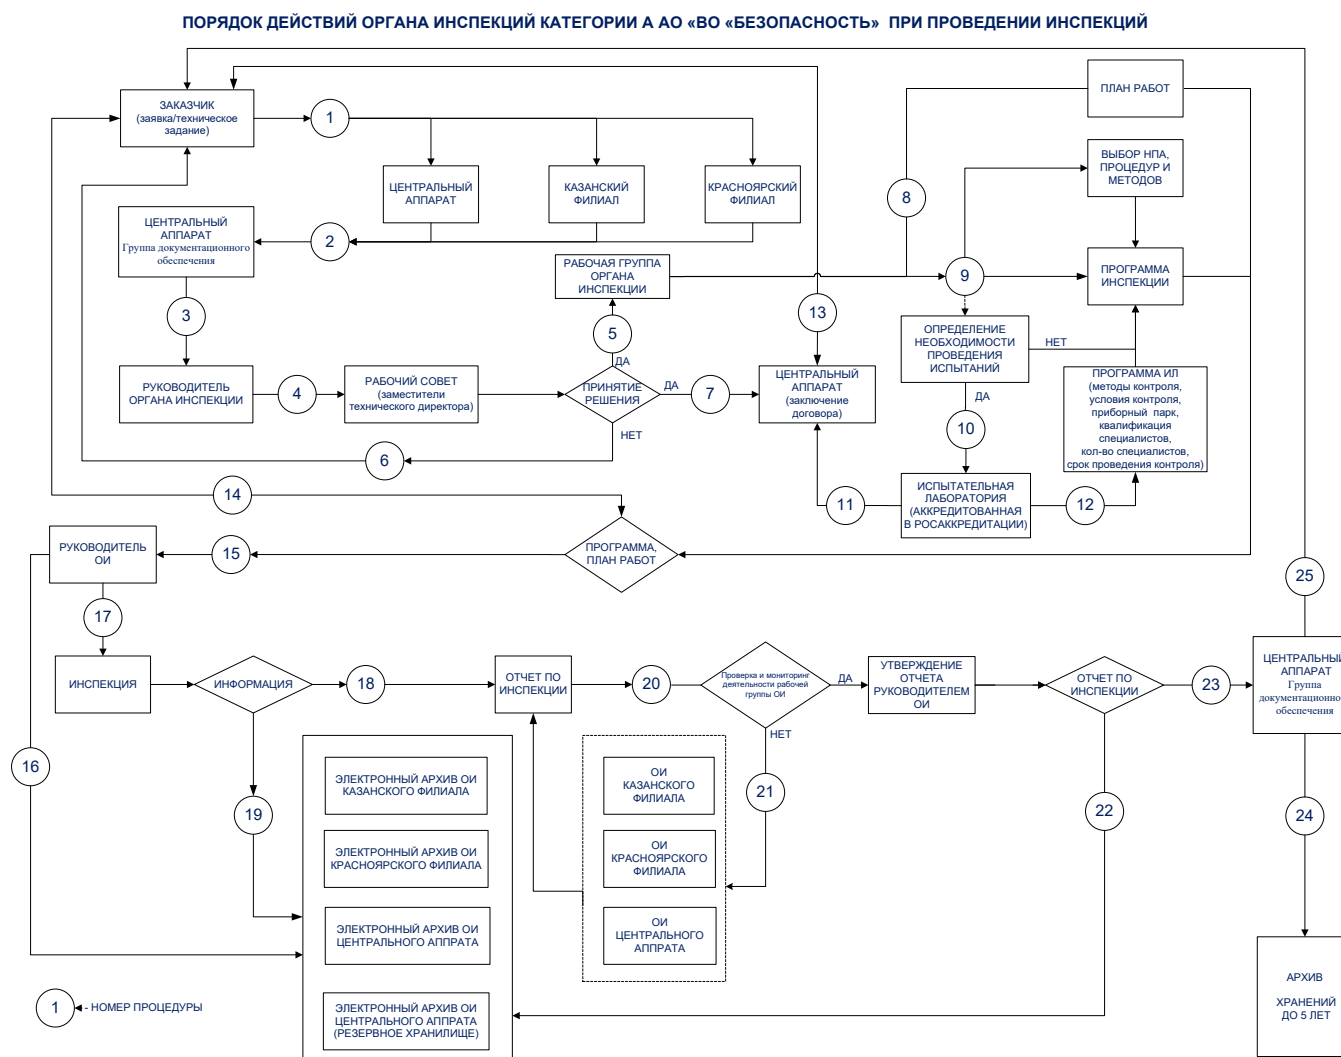 ПОРЯДОК ДЕЙСТВИЙ ОРГАНА ИНСПЕКЦИЙ КАТЕГОРИИ А АО «ВО «БЕЗОПАСНОСТЬ» ПРИ ПРОВЕДЕНИИ ИНСПЕКЦИЙ
ЗАКАЗЧИК
(заявка/техническое
задание)
1
ЦЕНТРАЛЬНЫЙ
АППАРАТ
КАЗАНСКИЙ
ФИЛИАЛ
КРАСНОЯРСКИЙ
ФИЛИАЛ
ПЛАН РАБОТ
ВЫБОР НПА,
ПРОЦЕДУР И
МЕТОДОВ
8
ЦЕНТРАЛЬНЫЙ
АППАРАТ
Группа документационного
обеспечения
2
РАБОЧАЯ ГРУППА
ОРГАНА
ИНСПЕКЦИИ
9
ПРОГРАММА
ИНСПЕКЦИИ
3
5
13
ДА
ОПРЕДЕЛЕНИЕ
НЕОБХОДИМОСТИ
ПРОВЕДЕНИЯ
ИСПЫТАНИЙ
НЕТ
ДА
РУКОВОДИТЕЛЬ
ОРГАНА ИНСПЕКЦИИ
4
РАБОЧИЙ СОВЕТ
(заместители
технического директора)
ПРИНЯТИЕ
РЕШЕНИЯ
ДА
7
НЕТ
ЦЕНТРАЛЬНЫЙ
АППАРАТ
(заключение
договора)
ПРОГРАММА ИЛ
(методы контроля,
условия контроля,
приборный парк,
квалификация
специалистов,
кол-во специалистов,
срок проведения контроля)
10
6
14
11
ИСПЫТАТЕЛЬНАЯ
ЛАБОРАТОРИЯ
(АККРЕДИТОВАННАЯ
В РОСАККРЕДИТАЦИИ)
12
РУКОВОДИТЕЛЬ
ОИ
15
ПРОГРАММА,
ПЛАН РАБОТ
25
17
ИНСПЕКЦИЯ
ИНФОРМАЦИЯ
18
ОТЧЕТ ПО
ИНСПЕКЦИИ
20
Проверка и мониторинг
деятельности рабочей
группы ОИ
ДА
НЕТ
УТВЕРЖДЕНИЕ
ОТЧЕТА
РУКОВОДИТЕЛЕМ
ОИ
ОТЧЕТ ПО
ИНСПЕКЦИИ
23
ЦЕНТРАЛЬНЫЙ
АППАРАТ
Группа
документационно
обеспечения
16
19
ЭЛЕКТРОННЫЙ АРХИВ ОИ
КАЗАНСКОГО ФИЛИАЛА
ЭЛЕКТРОННЫЙ АРХИВ ОИ
КРАСНОЯРСКОГО ФИЛИАЛА
ЭЛЕКТРОННЫЙ АРХИВ ОИ
ЦЕНТРАЛЬНОГО АППРАТА
ЭЛЕКТРОННЫЙ АРХИВ ОИ
ЦЕНТРАЛЬНОГО АППРАТА
(РЕЗЕРВНОЕ ХРАНИЛИЩЕ)
ОИ
КАЗАНСКОГО
ФИЛИАЛА
ОИ
КРАСНОЯРСКОГО
ФИЛИАЛА
ОИ
ЦЕНТРАЛЬНОГО
АППРАТА
21
22
24
АРХИВ
ХРАНЕНИЙ
ДО 5 ЛЕТ
1
- НОМЕР ПРОЦЕДУРЫ